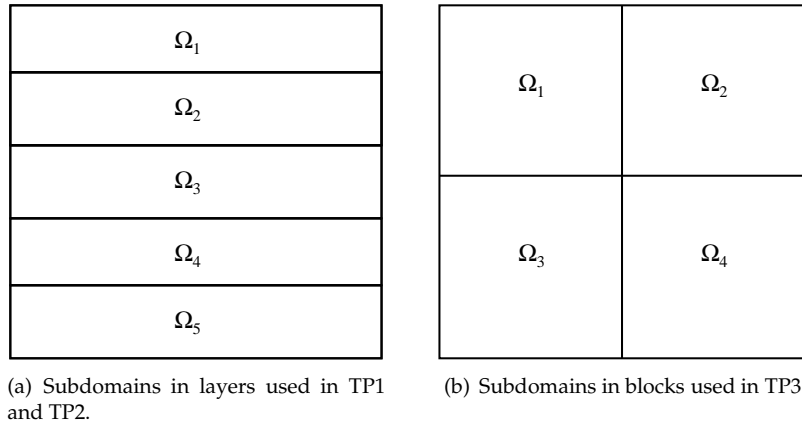 Ω₁
Ω₂
Ω₃
Ω₄
Ω₅
(a) Subdomains in layers used in TP1
and TP2.
Ω₁ Ω₂
Ω₃ Ω₄
(b) Subdomains in blocks used in TP3